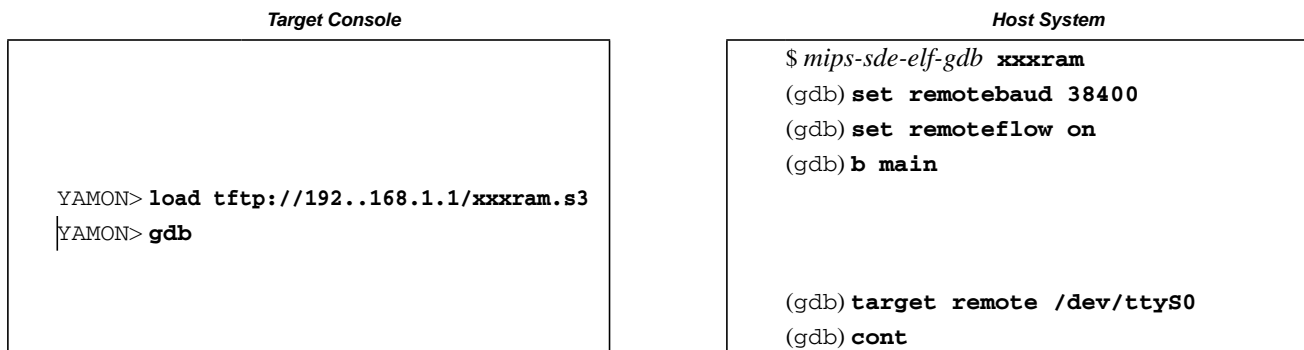 Target Console
YAMON> load tftp://192..168.1.1/xxxram.s3
YAMON> gdb
Host System
$ mips-sde-elf-gdb xxxram
(gdb) set remotebaud 38400
(gdb) set remoteflow on
(gdb) b main
(gdb) target remote /dev/ttyS0
(gdb) cont